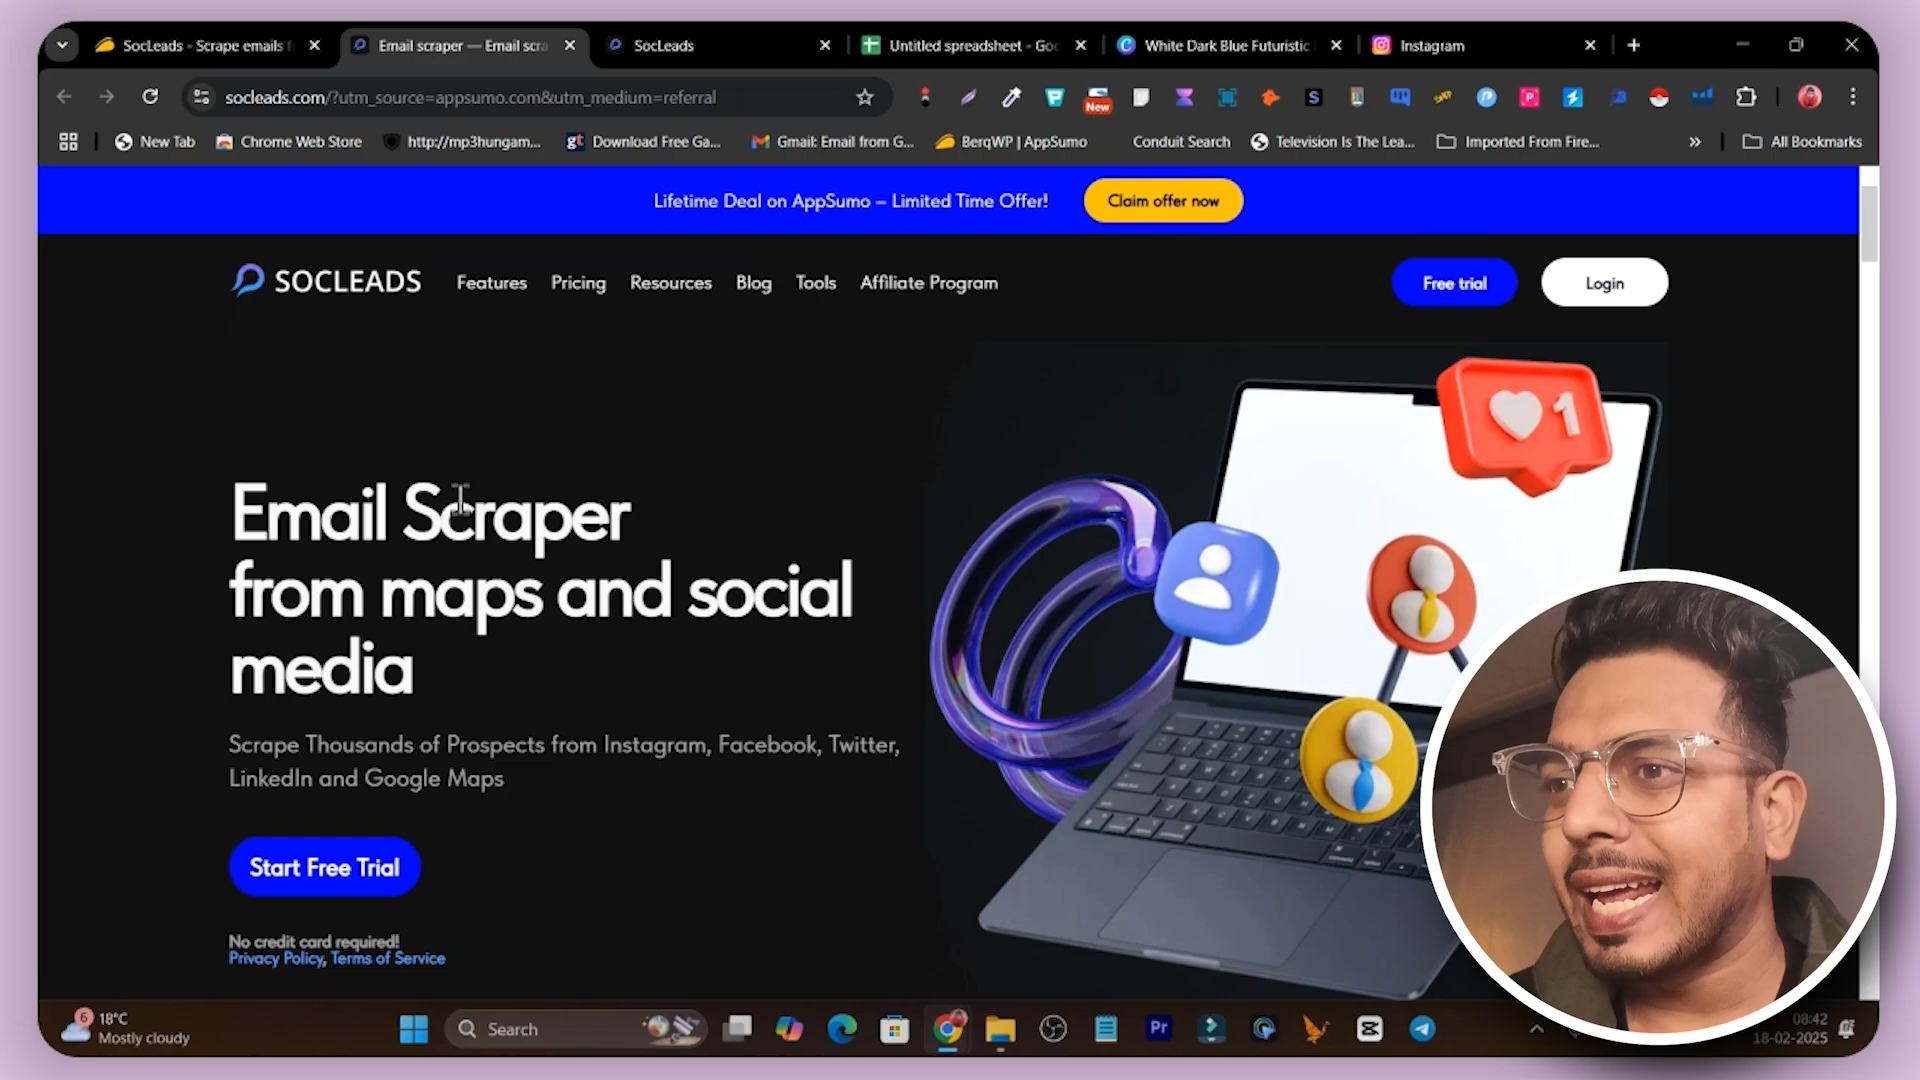 SocLeads - Scrape emails f
Email scraper — Email scra
SocLeads
Untitled spreadsheet - Goo
White Dark Blue Futuristic
Instagram
socleads.com/?utm_source=appsumo.com&utm_medium=referral
New
New Tab
Chrome Web Store
http://mp3hungam...
Download Free Ga...
Gmail: Email from G...
BerqWP | AppSumo
Conduit Search
Television Is The Lea...
Imported From Fire...
All Bookmarks
Lifetime Deal on AppSumo – Limited Time Offer!
Claim offer now
SOCLEADS
Features
Pricing
Resources
Blog
Tools
Affiliate Program
Free trial
Login
1
Email Scraper
from maps and social
media
Scrape Thousands of Prospects from Instagram, Facebook, Twitter,
LinkedIn and Google Maps
Start Free Trial
No credit card required!
Privacy Policy, Terms of Service
6
18°C
Mostly cloudy
Search
Pr
08:42
18-02-2025